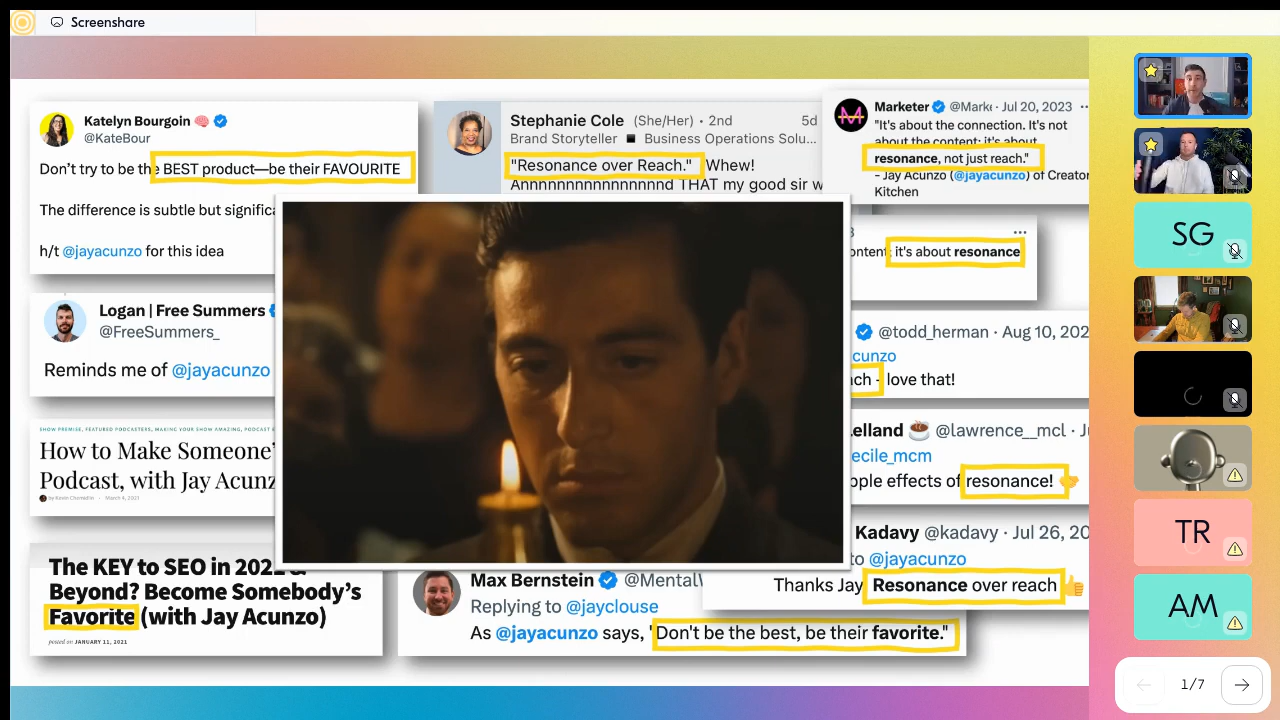 Screenshare
Katelyn Bourgoin
@KateBour
Don't try to be the BEST product—be their FAVOURITE
The difference is subtle but significa
h/t @jayacunzo for this idea
Stephanie Cole (She/Her) · 2nd 5d
Brand Storyteller ■ Business Operations Solu...
"Resonance over Reach." Whew!
Annnnnnnnnnnnnnd THAT my good sir w
Marketer @Marke · Jul 20, 2023 ···
"It's about the connection. It's not
about the content; it's about
resonance, not just reach."
- Jay Acunzo (@jayacunzo) of Creator
Kitchen
it's about resonance
Logan | Free Summers
@FreeSummers_
Reminds me of @jayacunzo
@todd_herman · Aug 10, 202
acunzo
ach - love that!
SHOW PREMISE, FEATURED PODCASTERS, MAKING YOUR SHOW AMAZING, PODCAST
How to Make Someone'
Podcast, with Jay Acunz
by Kevin Chemidlin · March 4, 2021
elland @lawrence__mcl · Ju
ecile_mcm
ople effects of resonance!
Kadavy @kadavy · Jul 26, 20
to @jayacunzo
Thanks Jay Resonance over reach
The KEY to SEO in 2021 &
Beyond? Become Somebody's
Favorite (with Jay Acunzo)
posted on JANUARY 11, 2021
Max Bernstein @MentalW
Replying to @jayclouse
As @jayacunzo says, "Don't be the best, be their favorite."
SG
TR
AM
1/7